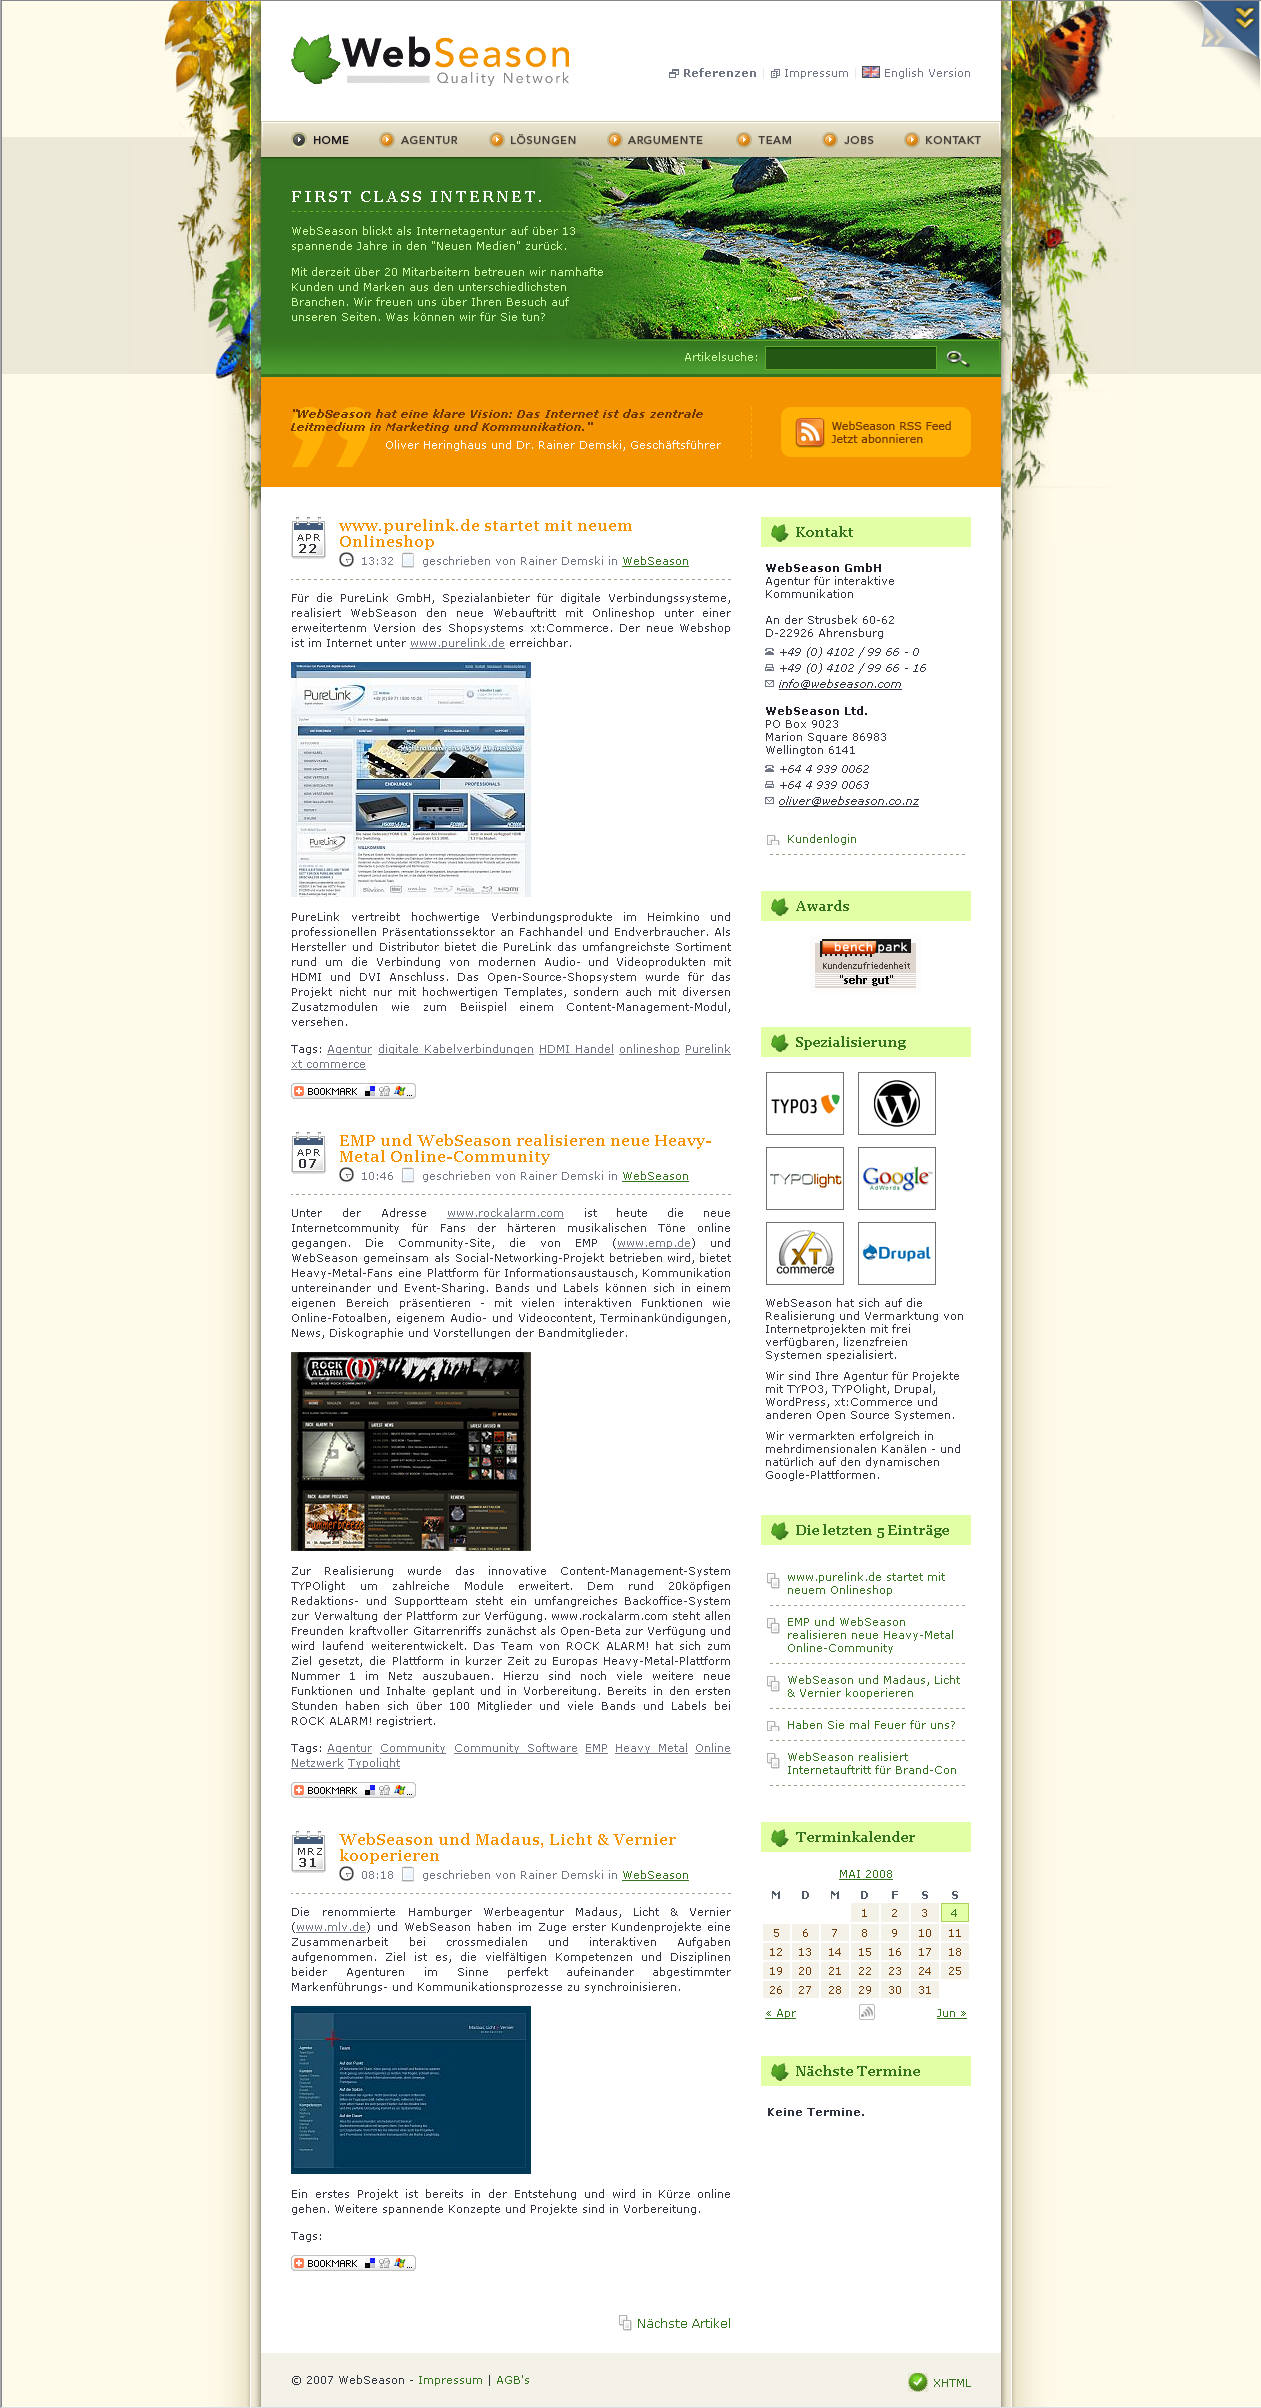 WebSeason
Quality Network
Referenzen
Impressum
English Version
HOME
AGENTUR
LÖSUNGEN
ARGUMENTE
TEAM
JOBS
KONTAKT
FIRST CLASS INTERNET.
WebSeason blickt als Internetagentur auf über 13
spannende Jahre in den "Neuen Medien" zurück.
Mit derzeit über 20 Mitarbeitern betreuen wir namhafte
Kunden und Marken aus den unterschiedlichsten
Branchen. Wir freuen uns über Ihren Besuch auf
unseren Seiten. Was können wir für Sie tun?
Artikelsuche:
"WebSeason hat eine klare Vision: Das Internet ist das zentrale
Leitmedium in Marketing und Kommunikation."
Oliver Heringhaus und Dr. Rainer Demski, Geschäftsführer
WebSeason RSS Feed
Jetzt abonnieren
APR
22
www.purelink.de startet mit neuem
Onlineshop
13:32 geschrieben von Rainer Demski in WebSeason
Für die PureLink GmbH, Spezialanbieter für digitale Verbindungssysteme,
realisiert WebSeason den neue Webauftritt mit Onlineshop unter einer
erweitertenm Version des Shopsystems xt:Commerce. Der neue Webshop
ist im Internet unter www.purelink.de erreichbar.
PureLink
PureLink vertreibt hochwertige Verbindungsprodukte im Heimkino und
professionellen Präsentationssektor an Fachhandel und Endverbraucher. Als
Hersteller und Distributor bietet die PureLink das umfangreichste Sortiment
rund um die Verbindung von modernen Audio- und Videoprodukten mit
HDMI und DVI Anschluss. Das Open-Source-Shopsystem wurde für das
Projekt nicht nur mit hochwertigen Templates, sondern auch mit diversen
Zusatzmodulen wie zum Beiispiel einem Content-Management-Modul,
versehen.
Tags: Agentur digitale Kabelverbindungen HDMI Handel onlineshop Purelink
xt commerce
BOOKMARK
APR
07
EMP und WebSeason realisieren neue Heavy-
Metal Online-Community
10:46 geschrieben von Rainer Demski in WebSeason
Unter der Adresse www.rockalarm.com ist heute die neue
Internetcommunity für Fans der härteren musikalischen Töne online
gegangen. Die Community-Site, die von EMP (www.emp.de) und
WebSeason gemeinsam als Social-Networking-Projekt betrieben wird, bietet
Heavy-Metal-Fans eine Plattform für Informationsaustausch, Kommunikation
untereinander und Event-Sharing. Bands und Labels können sich in einem
eigenen Bereich präsentieren - mit vielen interaktiven Funktionen wie
Online-Fotoalben, eigenem Audio- und Videocontent, Terminankündigungen,
News, Diskographie und Vorstellungen der Bandmitglieder.
ROCK
ALARM
Zur Realisierung wurde das innovative Content-Management-System
TYPOlight um zahlreiche Module erweitert. Dem rund 20köpfigen
Redaktions- und Supportteam steht ein umfangreiches Backoffice-System
zur Verwaltung der Plattform zur Verfügung. www.rockalarm.com steht allen
Freunden kraftvoller Gitarrenriffs zunächst als Open-Beta zur Verfügung und
wird laufend weiterentwickelt. Das Team von ROCK ALARM! hat sich zum
Ziel gesetzt, die Plattform in kurzer Zeit zu Europas Heavy-Metal-Plattform
Nummer 1 im Netz auszubauen. Hierzu sind noch viele weitere neue
Funktionen und Inhalte geplant und in Vorbereitung. Bereits in den ersten
Stunden haben sich über 100 Mitglieder und viele Bands und Labels bei
ROCK ALARM! registriert.
Tags: Agentur Community Community Software EMP Heavy Metal Online
Netzwerk Typolight
BOOKMARK
MRZ
31
WebSeason und Madaus, Licht & Vernier
kooperieren
08:18 geschrieben von Rainer Demski in WebSeason
Die renommierte Hamburger Werbeagentur Madaus, Licht & Vernier
(www.mlv.de) und WebSeason haben im Zuge erster Kundenprojekte eine
Zusammenarbeit bei crossmedialen und interaktiven Aufgaben
aufgenommen. Ziel ist es, die vielfältigen Kompetenzen und Disziplinen
beider Agenturen im Sinne perfekt aufeinander abgestimmter
Markenführungs- und Kommunikationsprozesse zu synchroinisieren.
Ein erstes Projekt ist bereits in der Entstehung und wird in Kürze online
gehen. Weitere spannende Konzepte und Projekte sind in Vorbereitung.
Tags:
BOOKMARK
Nächste Artikel
Kontakt
WebSeason GmbH
Agentur für interaktive
Kommunikation
An der Strusbek 60-62
D-22926 Ahrensburg
+49 (0) 4102 / 99 66 - 0
+49 (0) 4102 / 99 66 - 16
info@webseason.com
WebSeason Ltd.
PO Box 9023
Marion Square 86983
Wellington 6141
+64 4 939 0062
+64 4 939 0063
oliver@webseason.co.nz
Kundenlogin
Awards
benchpark
Kundenzufriedenheit
"sehr gut"
Spezialisierung
TYPO3
TYPOlight
Google
AdWords
XT
commerce
Drupal
WebSeason hat sich auf die
Realisierung und Vermarktung von
Internetprojekten mit frei
verfügbaren, lizenzfreien
Systemen spezialisiert.
Wir sind Ihre Agentur für Projekte
mit TYPO3, TYPOlight, Drupal,
WordPress, xt:Commerce und
anderen Open Source Systemen.
Wir vermarkten erfolgreich in
mehrdimensionalen Kanälen - und
natürlich auf den dynamischen
Google-Plattformen.
Die letzten 5 Einträge
www.purelink.de startet mit
neuem Onlineshop
EMP und WebSeason
realisieren neue Heavy-Metal
Online-Community
WebSeason und Madaus, Licht
& Vernier kooperieren
Haben Sie mal Feuer für uns?
WebSeason realisiert
Internetauftritt für Brand-Con
Terminkalender
MAI 2008
M D M D F S S
1 2 3 4
5 6 7 8 9 10 11
12 13 14 15 16 17 18
19 20 21 22 23 24 25
26 27 28 29 30 31
« Apr Jun »
Nächste Termine
Keine Termine.
© 2007 WebSeason - Impressum | AGB's
XHTML